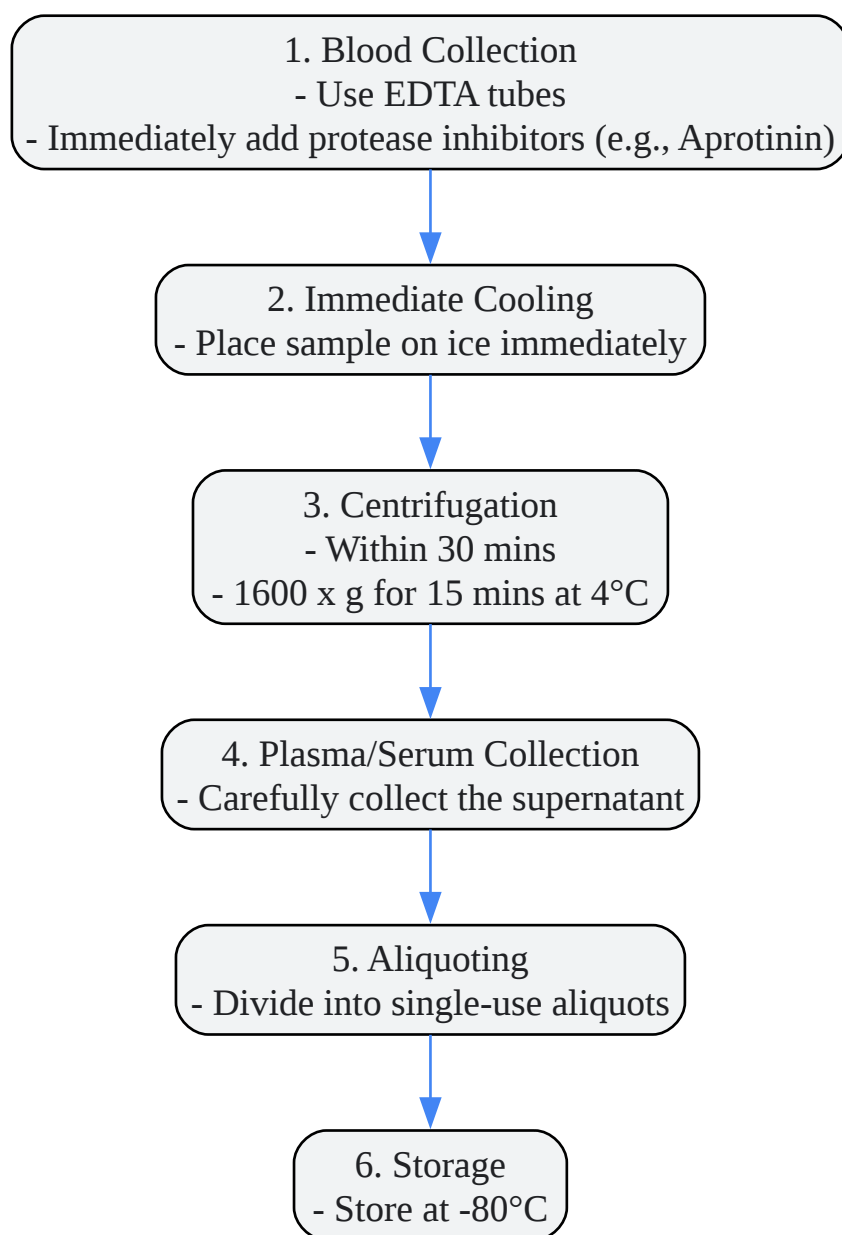 1. Blood Collection
- Use EDTA tubes
- Immediately add protease inhibitors (e.g., Aprotinin)
2. Immediate Cooling
- Place sample on ice immediately
3. Centrifugation
- Within 30 mins
- 1600 x g for 15 mins at 4°C
4. Plasma/Serum Collection
- Carefully collect the supernatant
5. Aliquoting
- Divide into single-use aliquots
6. Storage
- Store at -80°C